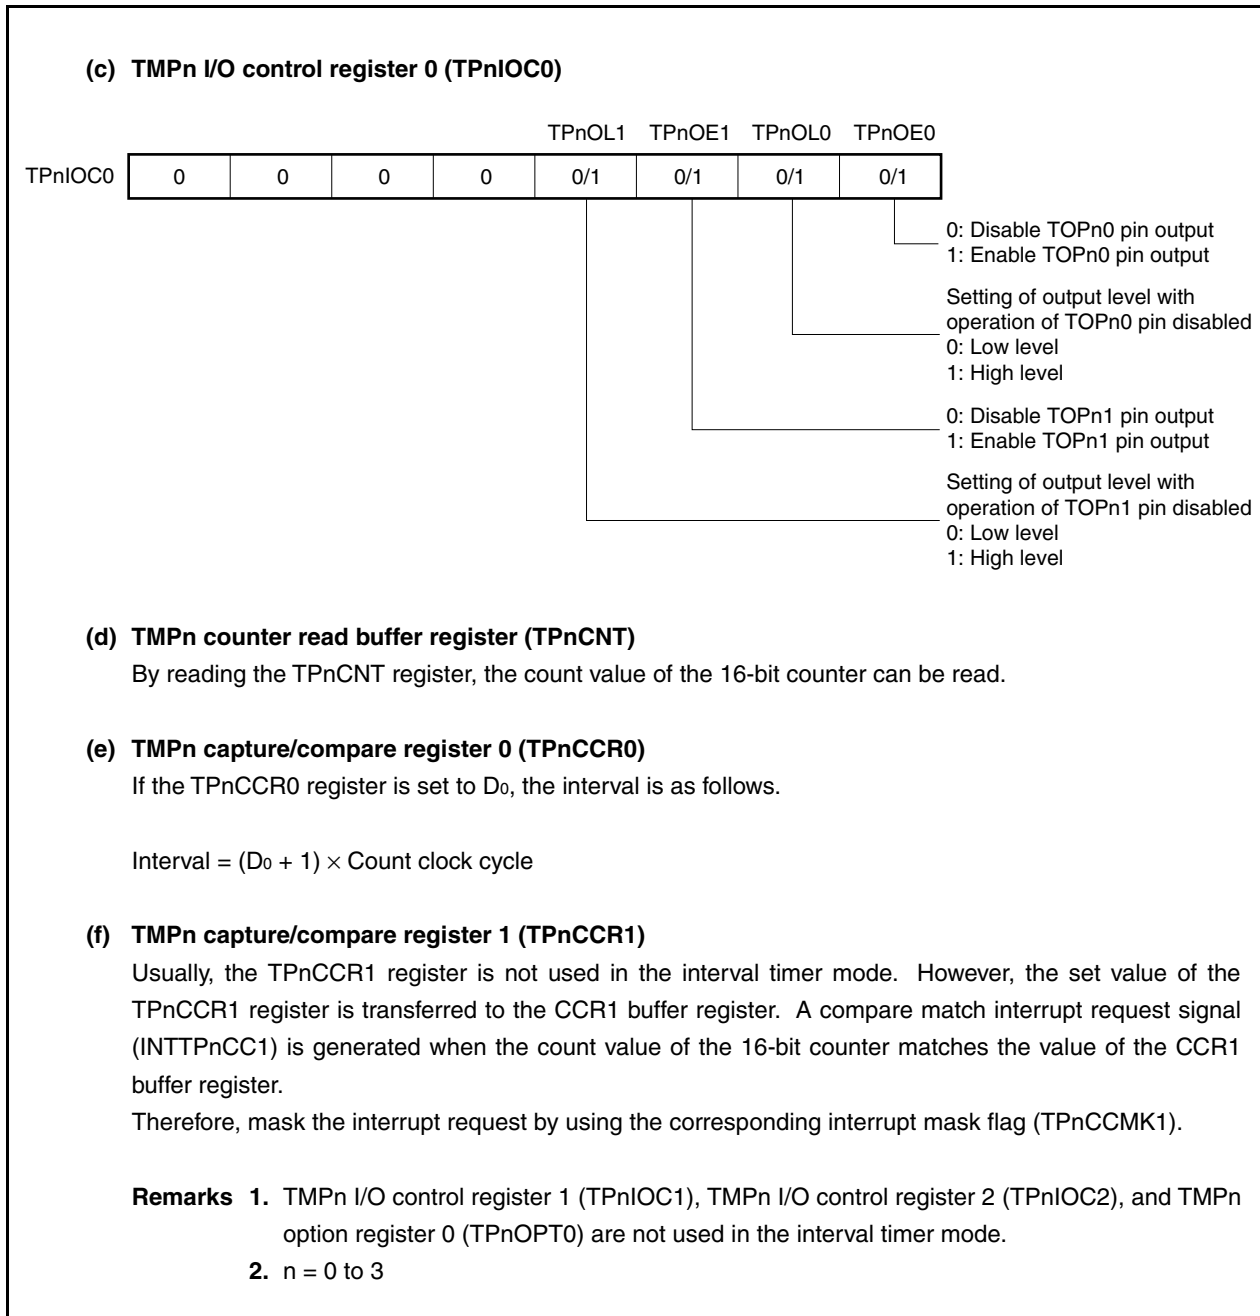 (c) TMPn I/O control register 0 (TPnIOC0)
TPnOL1 TPnOE1 TPnOL0 TPnOE0
TPnIOC0 0 0 0 0 0/1 0/1 0/1 0/1
0: Disable TOPn0 pin output
1: Enable TOPn0 pin output
Setting of output level with
operation of TOPn0 pin disabled
0: Low level
1: High level
0: Disable TOPn1 pin output
1: Enable TOPn1 pin output
Setting of output level with
operation of TOPn1 pin disabled
0: Low level
1: High level
(d) TMPn counter read buffer register (TPnCNT)
By reading the TPnCNT register, the count value of the 16-bit counter can be read.
(e) TMPn capture/compare register 0 (TPnCCR0)
If the TPnCCR0 register is set to D0, the interval is as follows.
Interval = (D0 + 1) × Count clock cycle
(f) TMPn capture/compare register 1 (TPnCCR1)
Usually, the TPnCCR1 register is not used in the interval timer mode. However, the set value of the
TPnCCR1 register is transferred to the CCR1 buffer register. A compare match interrupt request signal
(INTTPnCC1) is generated when the count value of the 16-bit counter matches the value of the CCR1
buffer register.
Therefore, mask the interrupt request by using the corresponding interrupt mask flag (TPnCCMK1).
Remarks 1. TMPn I/O control register 1 (TPnIOC1), TMPn I/O control register 2 (TPnIOC2), and TMPn
option register 0 (TPnOPT0) are not used in the interval timer mode.
2. n = 0 to 3